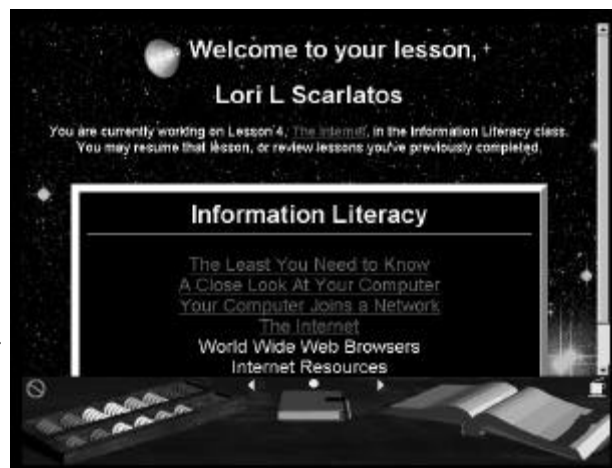 Welcome to your lesson,
Lori L Scarlatos
You are currently working on Lesson 4, The Internet, in the Information Literacy class.
You may resume that lesson, or review lessons you've previously completed.
Information Literacy
The Least You Need to Know
A Close Look At Your Computer
Your Computer Joins a Network
The Internet
World Wide Web Browsers
Internet Resources